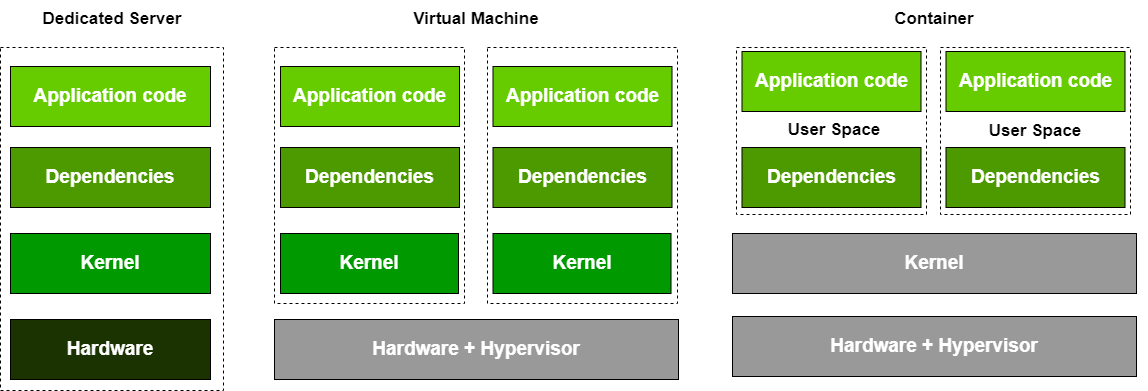 Dedicated Server
Application code
Dependencies
Kernel
Hardware
Virtual Machine
Application code
Dependencies
Kernel
Application code
Dependencies
Kernel
Hardware + Hypervisor
Container
Application code
User Space
Dependencies
Application code
User Space
Dependencies
Kernel
Hardware + Hypervisor